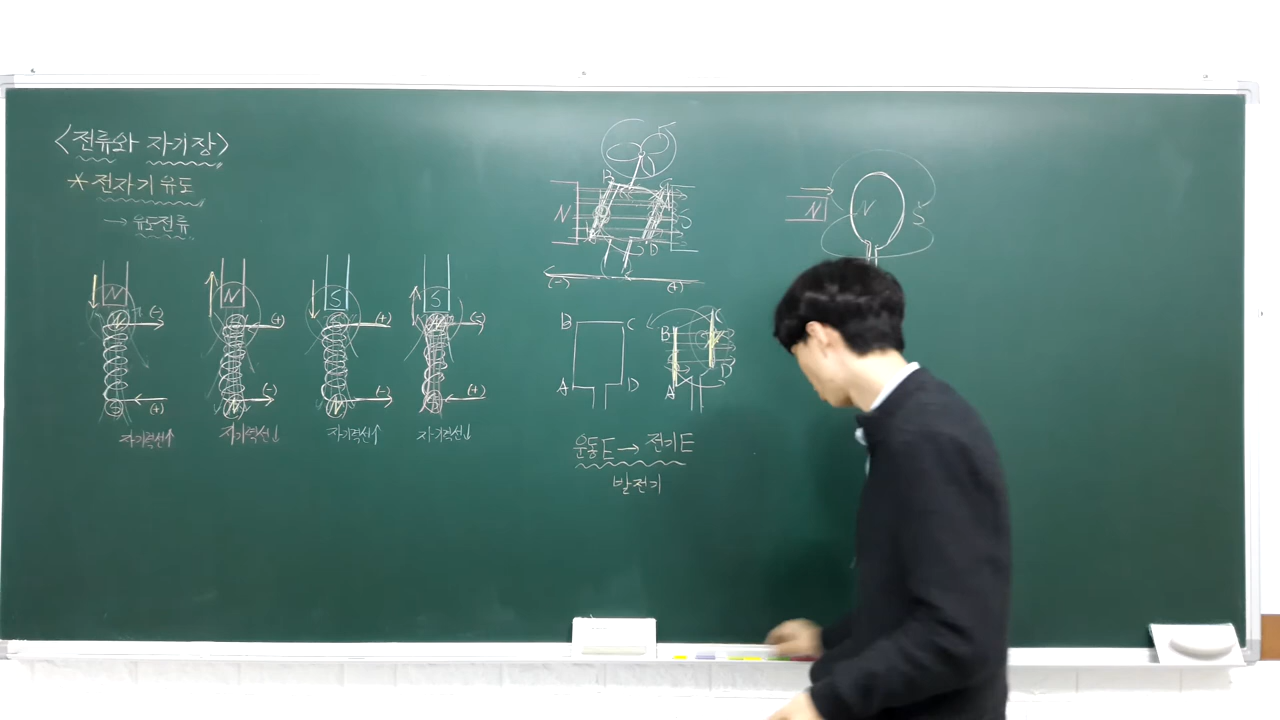 <전류와 자기장>
* 전자기 유도
→ 유도전류
N N S S
(-) (+) (+) (-)
N S N
(+) (-) (-) (+)
자기력선↑ 자기력선↓ 자기력선↑ 자기력선↓
B C
N S
A D
(-) (+)
B C
A D
B C
A D
운동E → 전기E
발전기
N N S